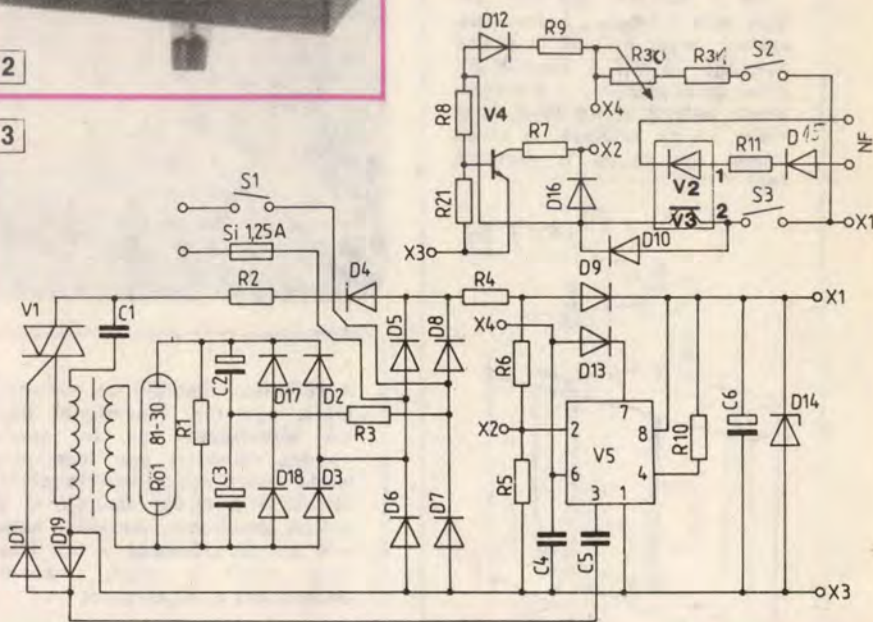 2
3
D12
R9
R30
R31
S2
X4
R8
V4
R7
X2
R11
D15
NF
V2
1
S3
R21
D16
V3
2
X1
X3
D10
S1
Si 1,25A
R2
D4
R4
D9
X1
V1
C1
D5
D8
X4
R6
D13
C2
D17
D2
R1
Rö1 81-30
R3
X2
7
2
8
V5
6
4
3
1
R10
C6
D14
C3
D18
D3
D6
D7
R5
D1
D19
C4
C5
X3